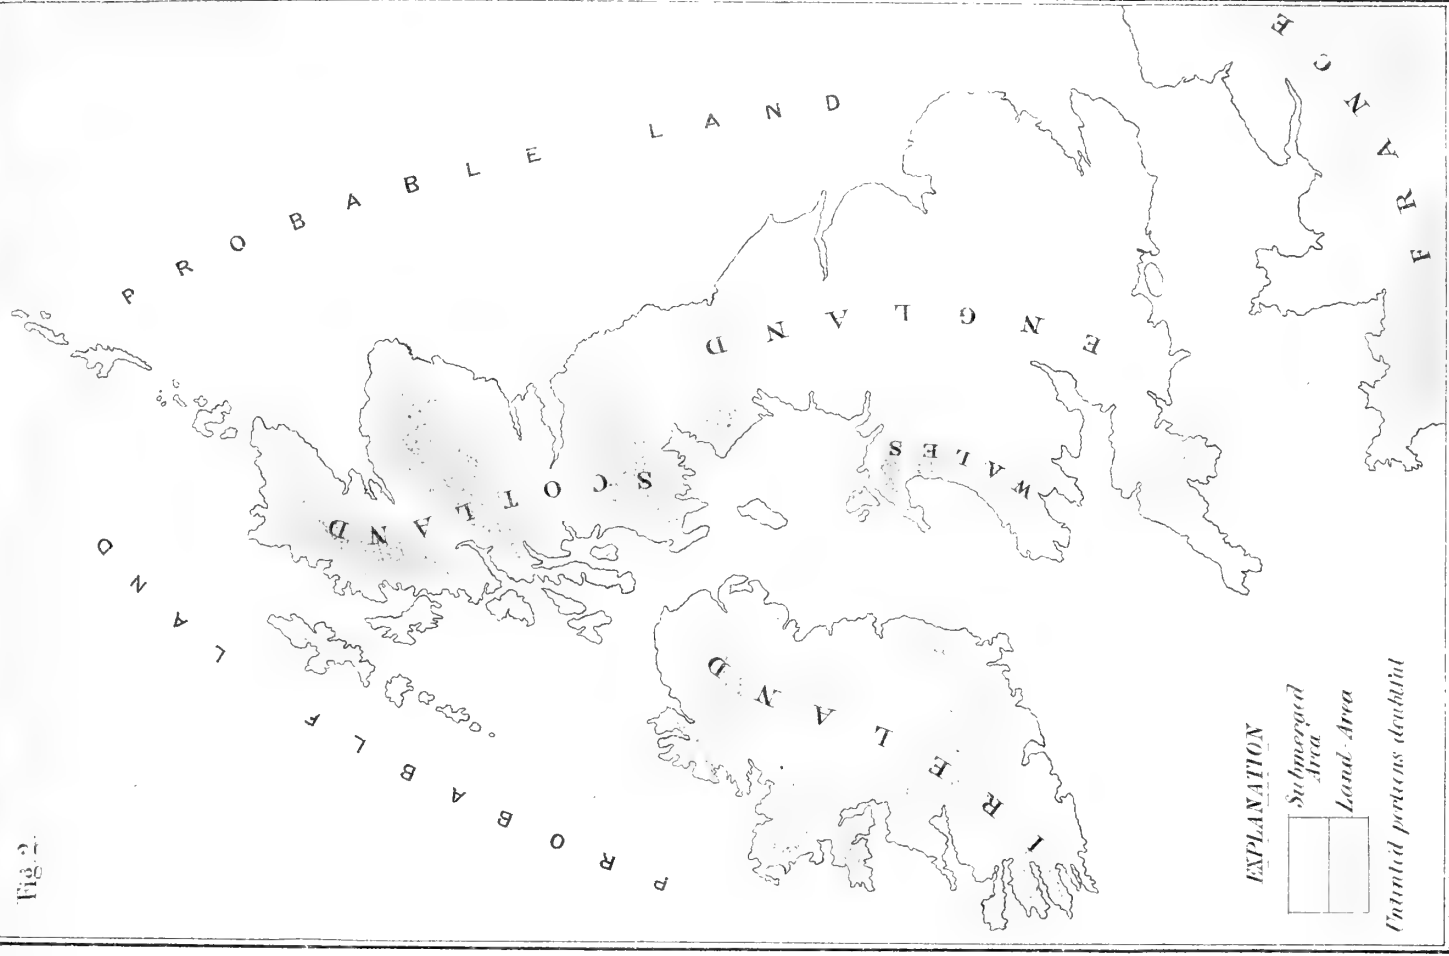 Fig. 2.
PROBABLE LAND
PROBABLE LAND
SCOTLAND
ENGLAND
WALES
IRELAND
FRANCE
EXPLANATION
Submerged
Area
Land-Area
Untinted portions doubtful